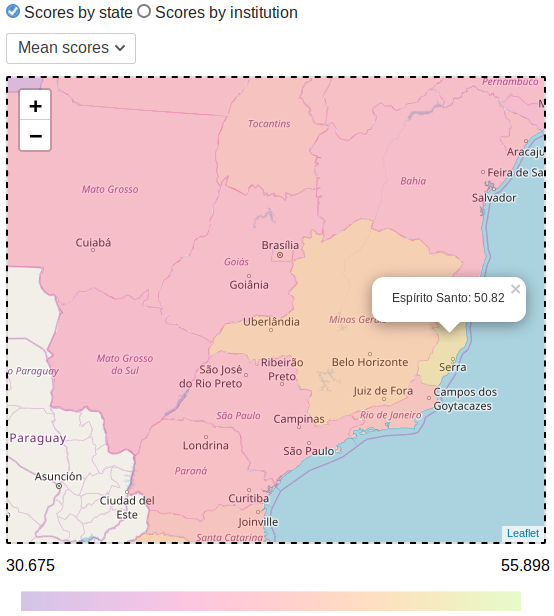 Scores by state Scores by institution
Mean scores
+
−
Pernambuco
Tocantins
Aracaju
Feira de Sa
Mato Grosso
Bahia
Salvador
Cuiabá
Brasília
Goiás
Goiânia
Espírito Santo: 50.82 ×
Uberlândia
Minas Gerais
Mato Grosso
do Sul
Ribeirão
Preto
Belo Horizonte
Serra
o Paraguay
São José
do Rio Preto
Juiz de Fora
Campos dos
Goytacazes
São Paulo
Campinas
Rio de Janeiro
Paraguay
Londrina
São Paulo
Paraná
Asunción
Ciudad del
Este
Curitiba
Joinville
Santa Catarina
Leaflet
30.675 55.898